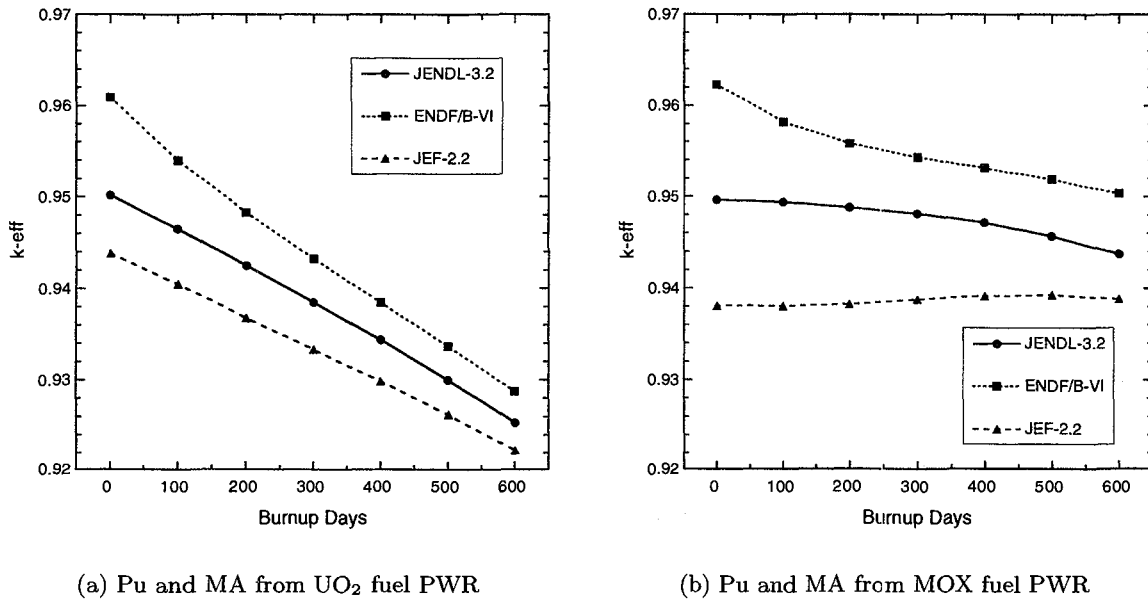 0.97
0.96
0.95
0.94
0.93
0.92
k-eff
JENDL-3.2
ENDF/B-VI
JEF-2.2
0 100 200 300 400 500 600
Burnup Days
(a) Pu and MA from UO₂ fuel PWR
0.97
0.96
0.95
0.94
0.93
0.92
k-eff
JENDL-3.2
ENDF/B-VI
JEF-2.2
0 100 200 300 400 500 600
Burnup Days
(b) Pu and MA from MOX fuel PWR